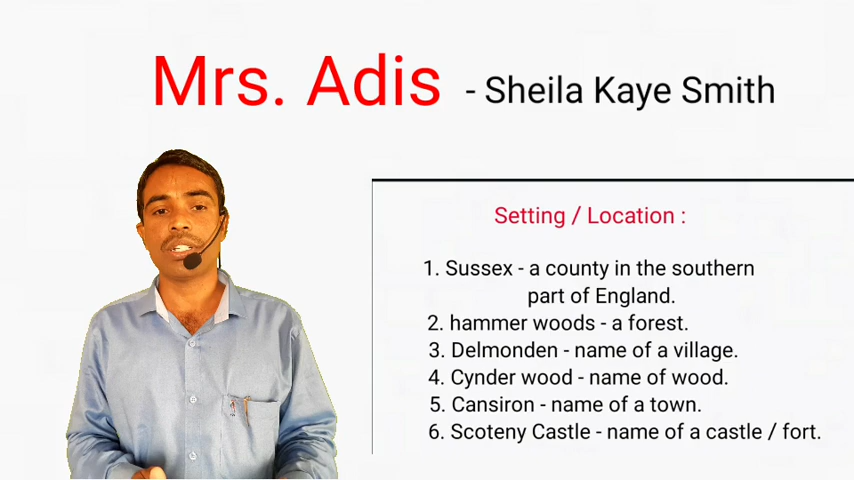 Mrs. Adis - Sheila Kaye Smith
Setting / Location :
1. Sussex - a county in the southern
part of England.
2. hammer woods - a forest.
3. Delmonden - name of a village.
4. Cynder wood - name of wood.
5. Cansiron - name of a town.
6. Scoteny Castle - name of a castle / fort.